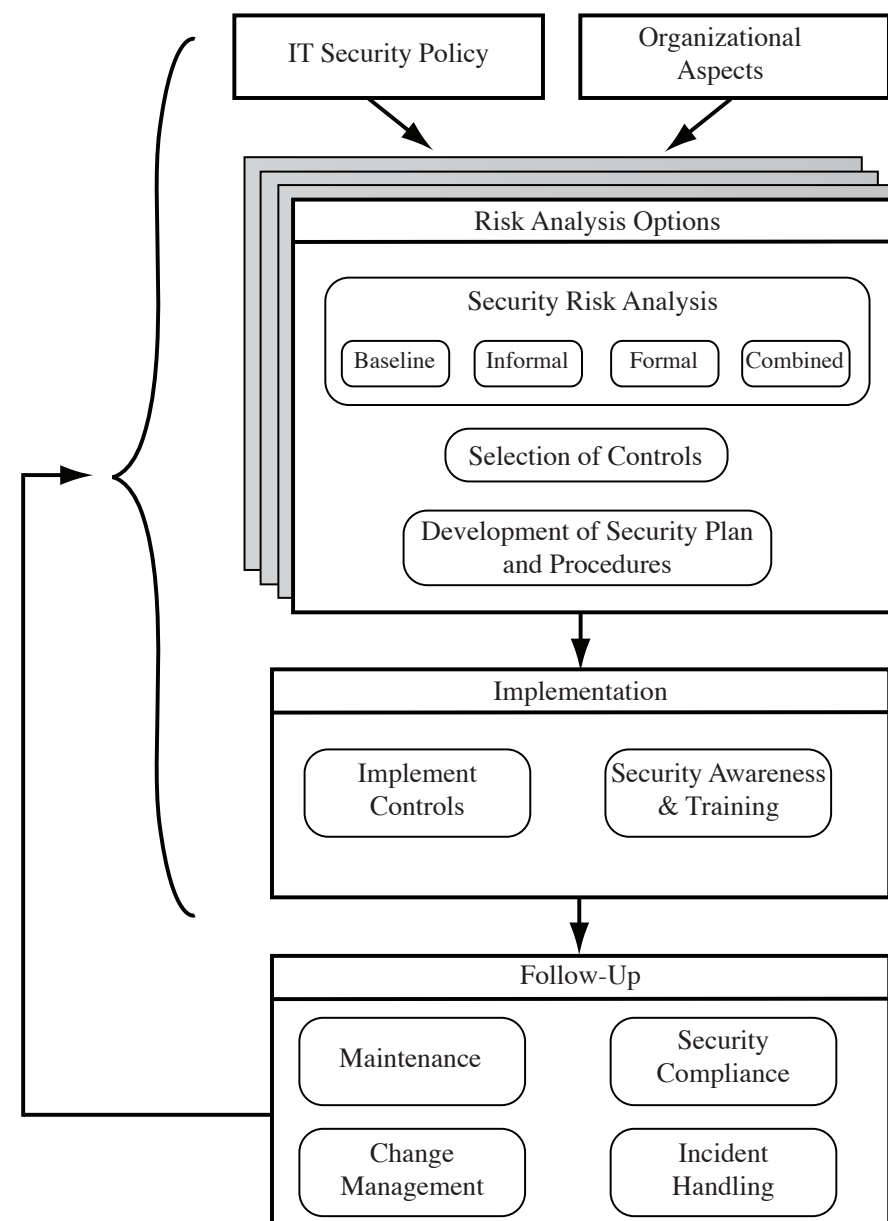 IT Security Policy
Organizational
Aspects
Risk Analysis Options
Security Risk Analysis
Baseline
Informal
Formal
Combined
Selection of Controls
Development of Security Plan
and Procedures
Implementation
Implement
Controls
Security Awareness
& Training
Follow-Up
Maintenance
Security
Compliance
Change
Management
Incident
Handling